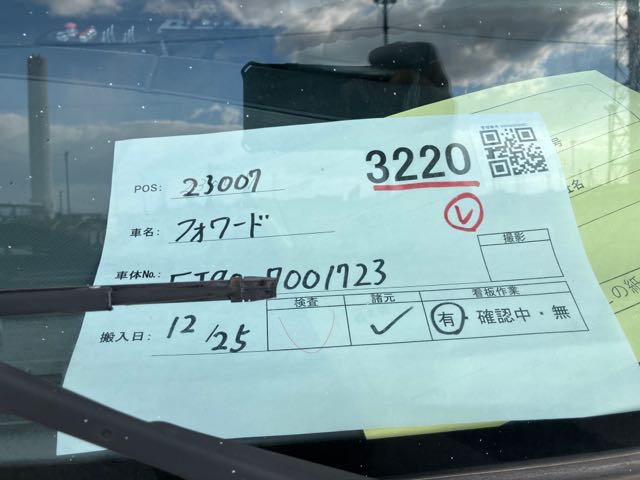 3220
POS: 23007
レ
車名: フォワード
撮影
車体No.: 7001723
検査 諸元 看板作業
搬入日: 12/25 有・確認中・無